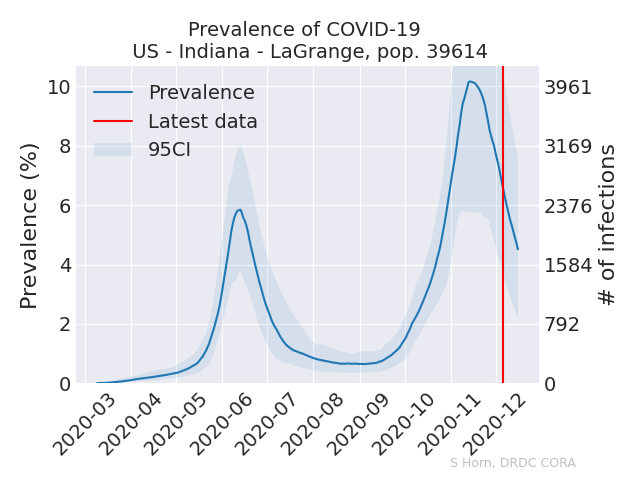 Prevalence of COVID-19
US - Indiana - LaGrange, pop. 39614
Prevalence
Latest data
95CI
Prevalence (%)
10
8
6
4
2
0
3961
3169
2376
1584
792
0
# of infections
2020-03
2020-04
2020-05
2020-06
2020-07
2020-08
2020-09
2020-10
2020-11
2020-12
S Horn, DRDC CORA